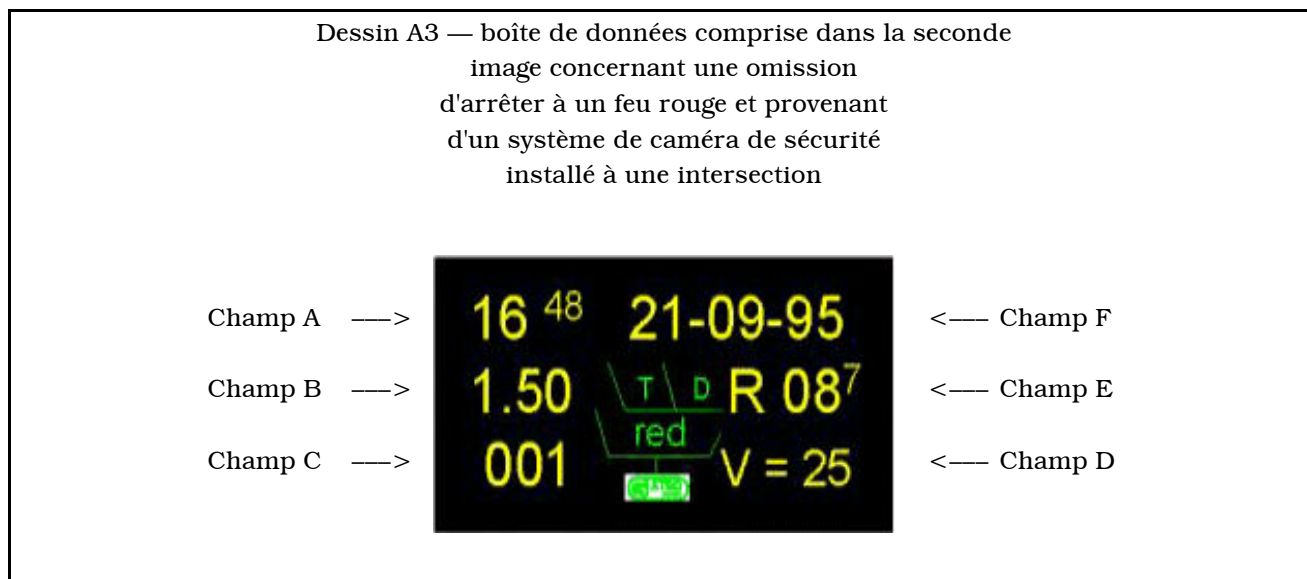 Dessin A3 — boîte de données comprise dans la seconde
image concernant une omission
d'arrêter à un feu rouge et provenant
d'un système de caméra de sécurité
installé à une intersection
Champ A ––––> 16 48 21-09-95 <––– Champ F
Champ B ––––> 1.50 T D R 08⁷ <––– Champ E
red
Champ C ––––> 001 V = 25 <––– Champ D